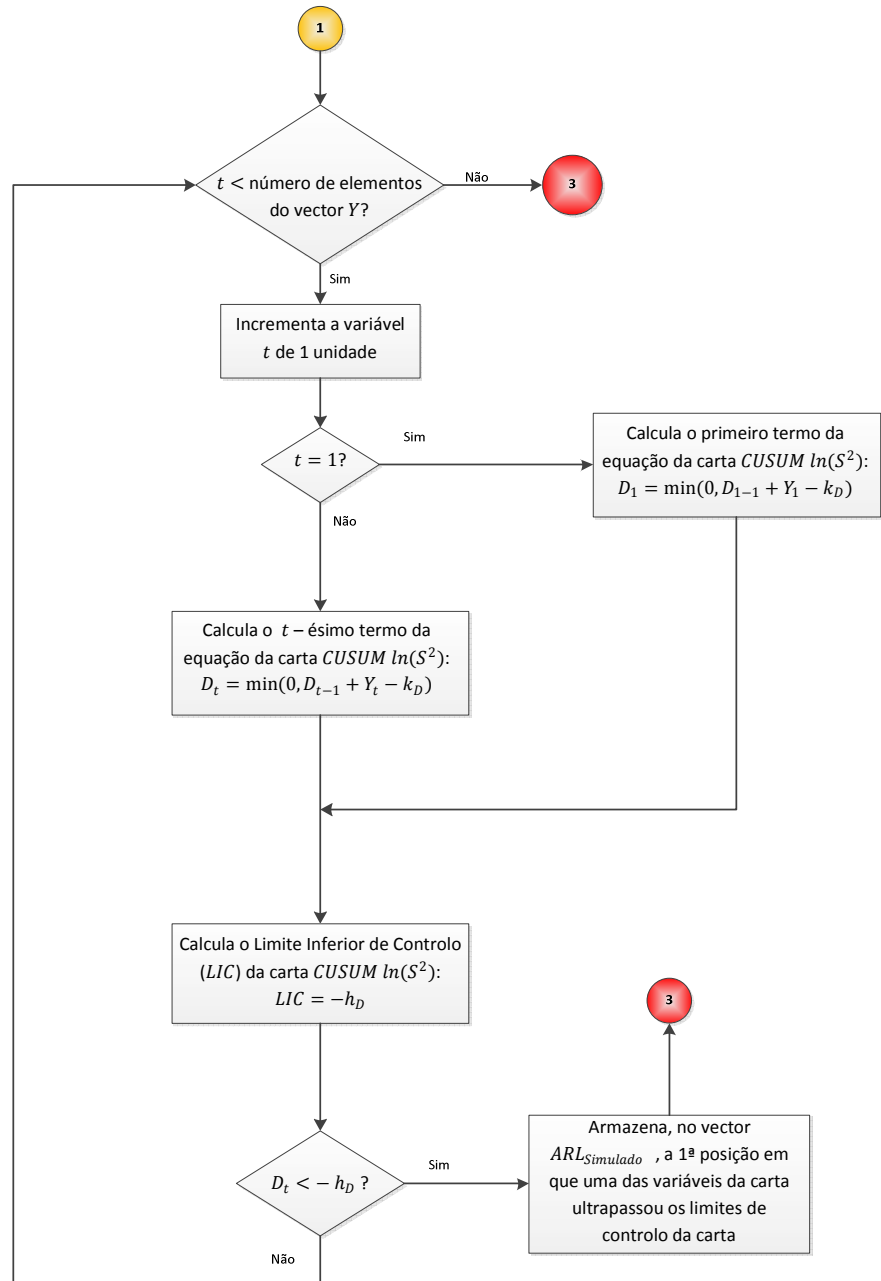 1
𝑡 < número de elementos
do vector 𝑌?
Não
3
Sim
Incrementa a variável
𝑡 de 1 unidade
𝑡 = 1?
Sim
Calcula o primeiro termo da
equação da carta 𝐶𝑈𝑆𝑈𝑀 𝑙𝑛(𝑆²):
𝐷₁ = min(0, 𝐷₁₋₁ + 𝑌₁ − 𝑘_𝐷)
Não
Calcula o 𝑡 – ésimo termo da
equação da carta 𝐶𝑈𝑆𝑈𝑀 𝑙𝑛(𝑆²):
𝐷ₜ = min(0, 𝐷ₜ₋₁ + 𝑌ₜ − 𝑘_𝐷)
Calcula o Limite Inferior de Controlo
(𝐿𝐼𝐶) da carta 𝐶𝑈𝑆𝑈𝑀 𝑙𝑛(𝑆²):
𝐿𝐼𝐶 = −ℎ_𝐷
3
𝐷ₜ < − ℎ_𝐷 ?
Sim
Armazena, no vector
𝐴𝑅𝐿_𝑆𝑖𝑚𝑢𝑙𝑎𝑑𝑜 , a 1ª posição em
que uma das variáveis da carta
ultrapassou os limites de
controlo da carta
Não